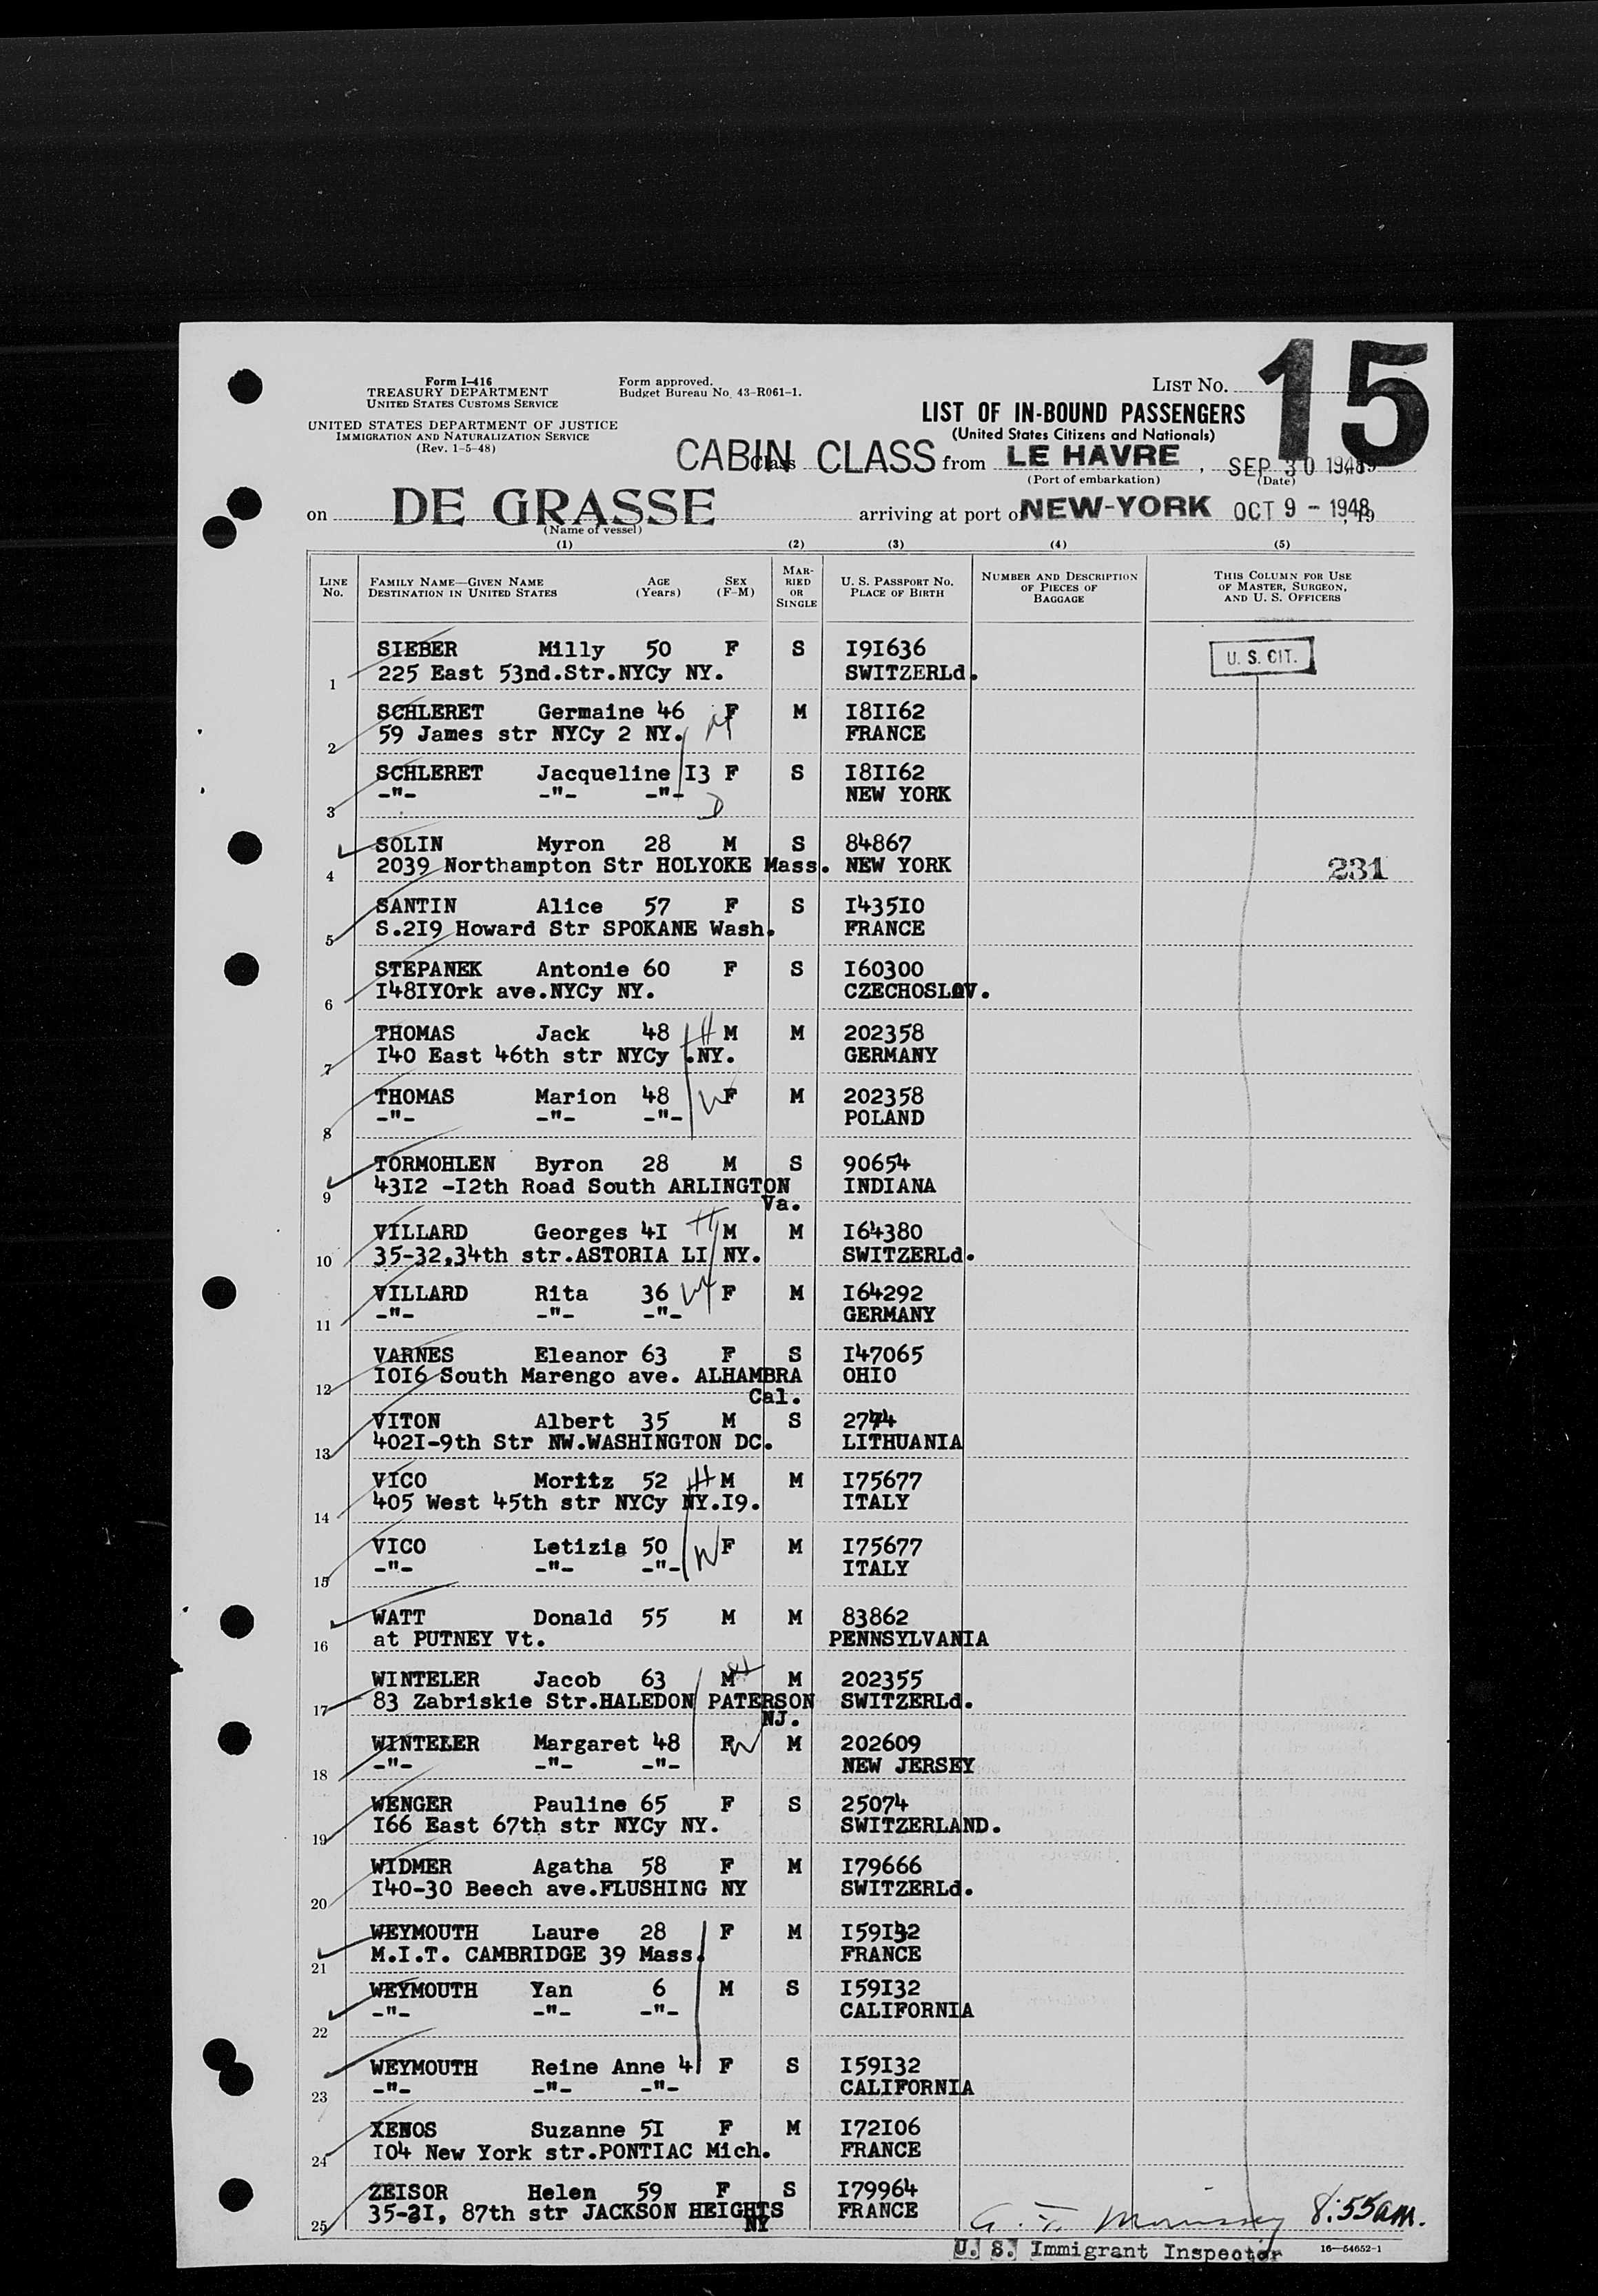 Form I-416
TREASURY DEPARTMENT
UNITED STATES CUSTOMS SERVICE
UNITED STATES DEPARTMENT OF JUSTICE
IMMIGRATION AND NATURALIZATION SERVICE
(Rev. 1-5-48)
Form approved.
Budget Bureau No. 43-R061-1.
LIST No. 15
LIST OF IN-BOUND PASSENGERS
(United States Citizens and Nationals)
CABIN CLASS Class from LE HAVRE, SEP 30 1948
(Port of embarkation) (Date)
on DE GRASSE arriving at port of NEW-YORK OCT 9 - 1948, 19
(Name of vessel)
(1) (2) (3) (4) (5)
LINE No. FAMILY NAME—GIVEN NAME DESTINATION IN UNITED STATES AGE (Years) SEX (F-M) MARRIED OR SINGLE U. S. PASSPORT NO. PLACE OF BIRTH NUMBER AND DESCRIPTION OF PIECES OF BAGGAGE THIS COLUMN FOR USE OF MASTER, SURGEON, AND U. S. OFFICERS
SIEBER Milly 50 F S I9I636 U. S. CIT.
1 225 East 53nd.Str.NYCy NY. SWITZERLd.
SCHLERET Germaine 46 F M I8II62
2 59 James str NYCy 2 NY. M FRANCE
SCHLERET Jacqueline I3 F S I8II62
3 -"- -"- -"- D NEW YORK
SOLIN Myron 28 M S 84867
4 2039 Northampton Str HOLYOKE Mass. NEW YORK 231
SANTIN Alice 57 F S I435I0
5 S.2I9 Howard Str SPOKANE Wash. FRANCE
STEPANEK Antonie 60 F S I60300
6 I48IYOrk ave.NYCy NY. CZECHOSLOV.
THOMAS Jack 48 H M M 202358
7 I40 East 46th str NYCy .NY. GERMANY
THOMAS Marion 48 W F M 202358
8 -"- -"- -"- POLAND
TORMOHLEN Byron 28 M S 90654
9 43I2 -I2th Road South ARLINGTON INDIANA
Va.
VILLARD Georges 4I H M M I64380
10 35-32,34th str.ASTORIA LI NY. SWITZERLd.
VILLARD Rita 36 W F M I64292
11 -"- -"- -"- GERMANY
VARNES Eleanor 63 F S I47065
12 I0I6 South Marengo ave. ALHAMBRA OHIO
Cal.
VITON Albert 35 M S
13 402I-9th Str NW.WASHINGTON DC. LITHUANIA
VICO Moritz 52 H M M I75677
14 405 West 45th str NYCy NY.I9. ITALY
VICO Letizia 50 W F M I75677
15 -"- -"- -"- ITALY
WATT Donald 55 M M 83862
16 at PUTNEY Vt. PENNSYLVANIA
WINTELER Jacob 63 M M 202355
17 83 Zabriskie Str.HALEDON PATERSON SWITZERLd.
NJ.
WINTELER Margaret 48 F W M 202609
18 -"- -"- -"- NEW JERSEY
WENGER Pauline 65 F S 25074
19 I66 East 67th str NYCy NY. SWITZERLAND.
WIDMER Agatha 58 F M I79666
20 I40-30 Beech ave.FLUSHING NY SWITZERLd.
WEYMOUTH Laure 28 F M I59I32
21 M.I.T. CAMBRIDGE 39 Mass. FRANCE
WEYMOUTH Yan 6 M S I59I32
22 -"- -"- -"- CALIFORNIA
WEYMOUTH Reine Anne 4 F S I59I32
23 -"- -"- -"- CALIFORNIA
XENOS Suzanne 5I F M I72I06
24 I04 New York str.PONTIAC Mich. FRANCE
ZEISOR Helen 59 F S I79964
25 87th str JACKSON HEIGHTS FRANCE 8:55am.
NY
U. S. Immigrant Inspector 16—54652-1